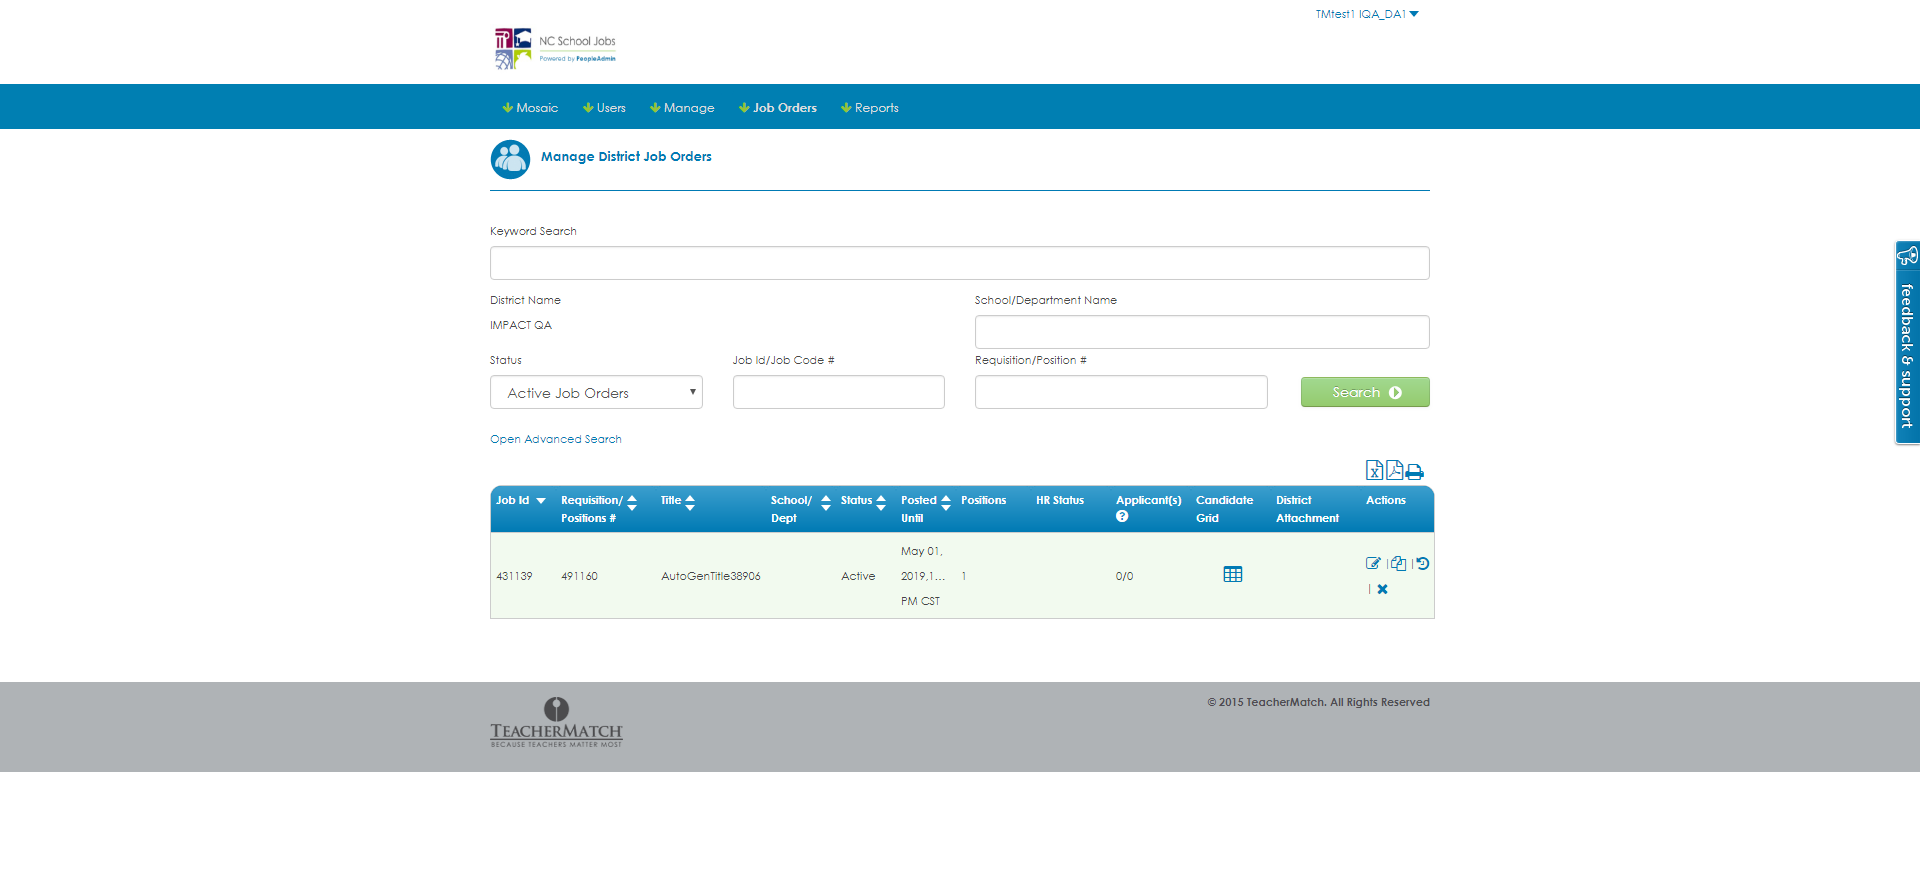 TMtest1 IQA_DA1
NC School Jobs
Powered by PeopleAdmin
Mosaic Users Manage Job Orders Reports
Manage District Job Orders
Keyword Search
District Name School/Department Name
IMPACT QA
Status Job Id/Job Code # Requisition/Position #
Active Job Orders Search
Open Advanced Search
Job Id Requisition/ Title School/ Status Posted Positions HR Status Applicant(s) Candidate District Actions
Positions # Dept Until ? Grid Attachment
May 01,
431139 491160 AutoGenTitle38906 Active 2019,1... 1 0/0
PM CST
feedback & support
© 2015 TeacherMatch. All Rights Reserved
TEACHERMATCH
BECAUSE TEACHERS MATTER MOST